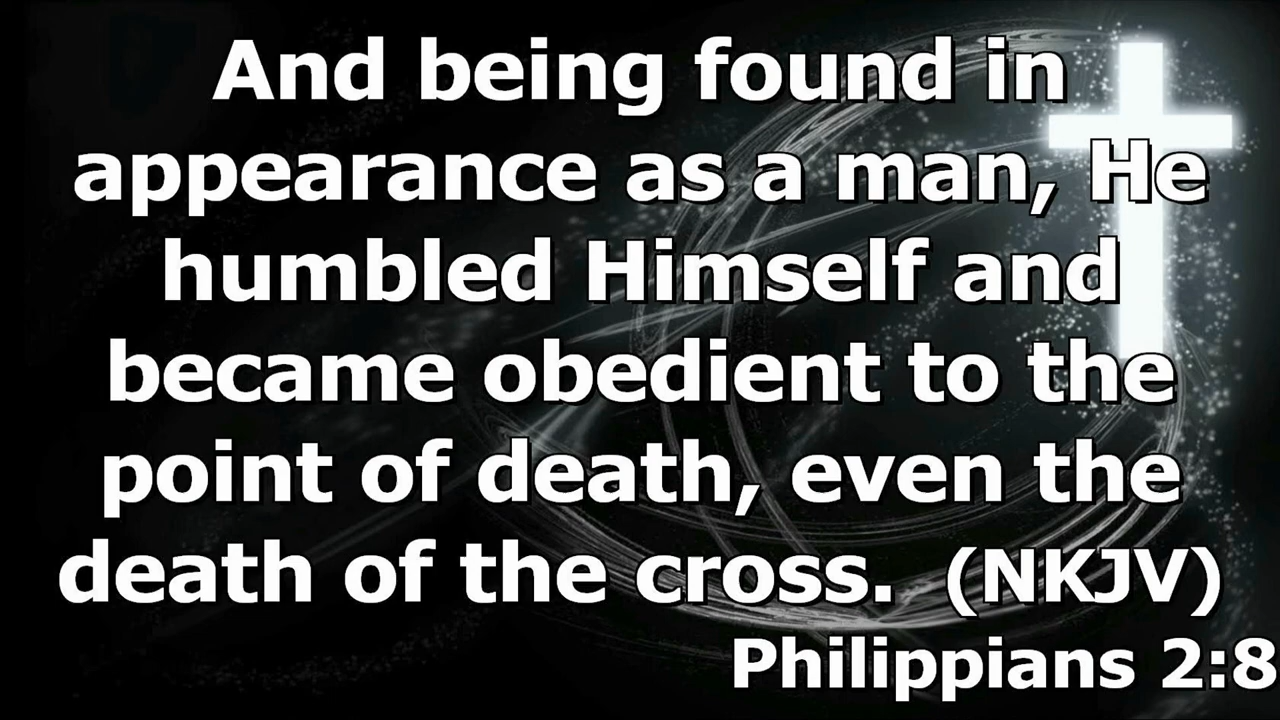 And being found in
appearance as a man, He
humbled Himself and
became obedient to the
point of death, even the
death of the cross.  (NKJV)
Philippians 2:8